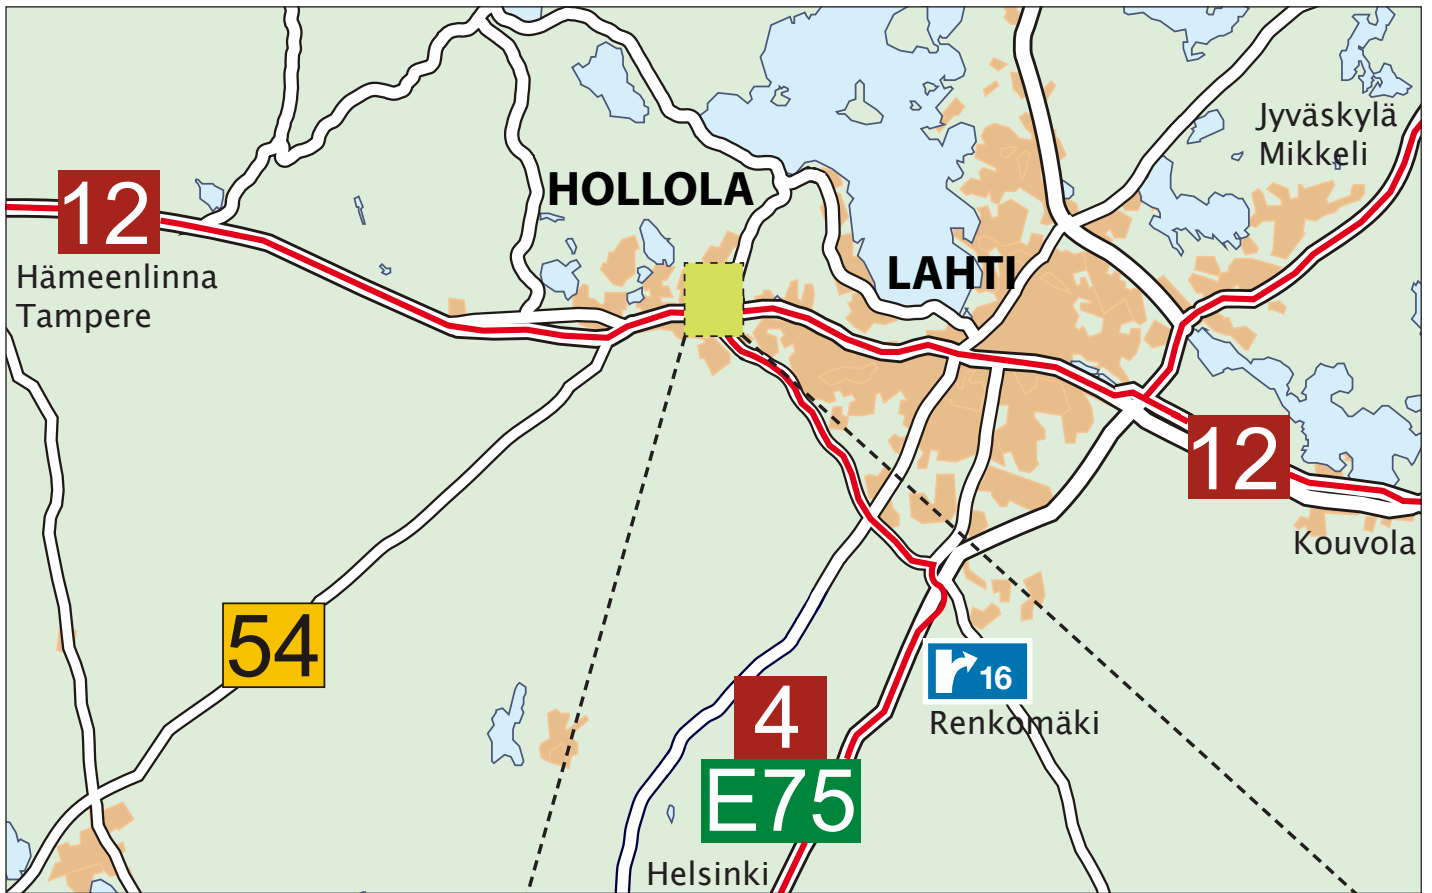 Jyväskylä
Mikkeli
HOLLOLA
12
LAHTI
Hämeenlinna
Tampere
12
Kouvola
54
16
Renkomäki
4
E75
Helsinki